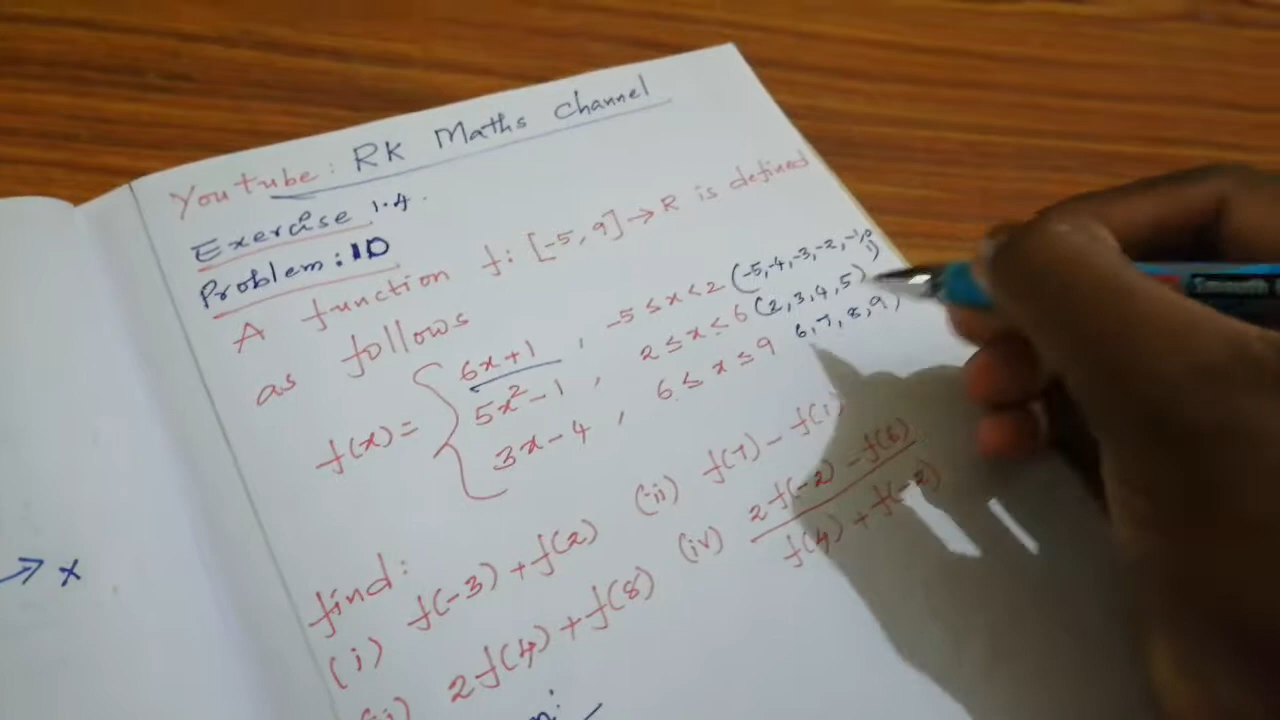 Youtube: RK Maths Channel
Exercise 1.4.
Problem: 10
A function f: [-5, 9] → R is defined
as follows
f(x) = { 6x+1 , -5 ≤ x < 2 (-5,-4,-3,-2,-1,0
1)
5x²-1 , 2 ≤ x ≤ 6 (2,3,4,5)
3x-4 , 6 ≤ x ≤ 9 6,7,8,9)
find:
(i) f(-3) + f(2) (ii) f(7) - f(1)
2f(4) + f(8) (iv) 2f(-2) - f(6) / f(4) + f(-2)
→ x